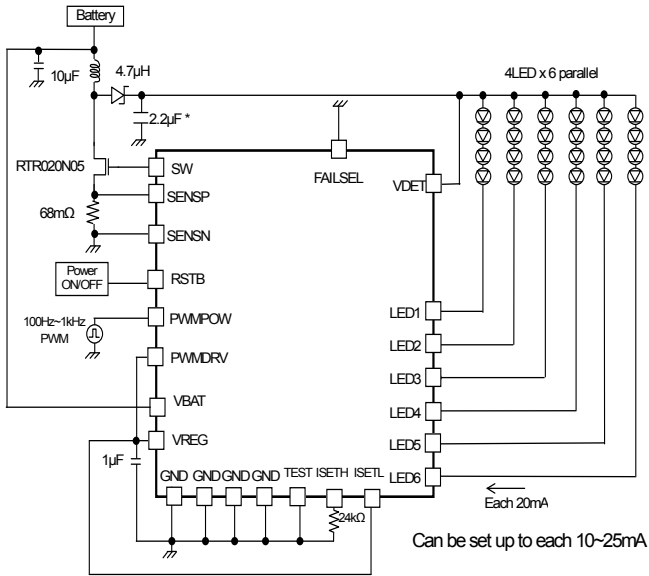 Battery
10μF
4.7μH
4LED x 6 parallel
2.2μF *
RTR020N05
SW
FAILSEL
SENSP
VDET
68mΩ
SENSN
Power
ON/OFF
RSTB
100Hz~1kHz
PWM
PWMPOW
LED1
PWMDRV
LED2
LED3
VBAT
LED4
VREG
LED5
1μF
GND GND GND GND TEST ISETH ISETL
LED6
Each 20mA
24kΩ
Can be set up to each 10~25mA